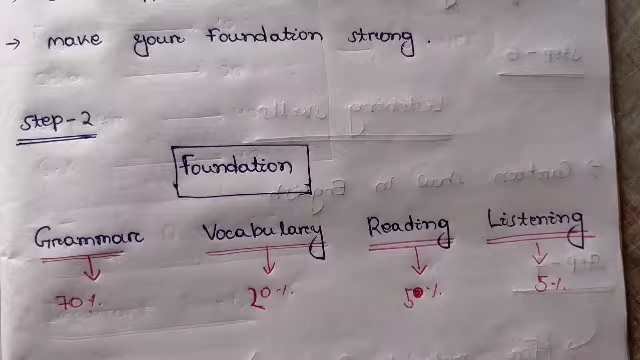 → make your foundation strong.
Step-2
Foundation
Grammar Vocabulary Reading Listening
70% 20% 5% 5%